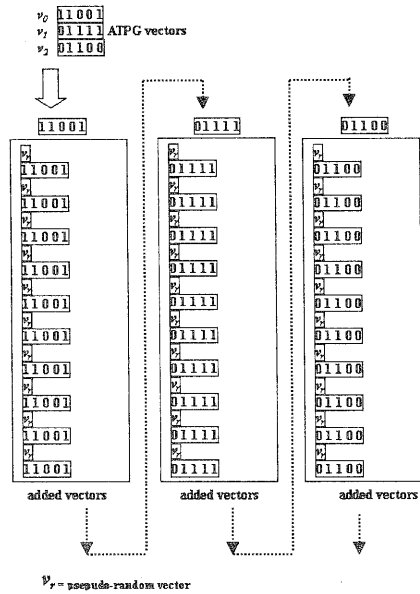 v0 11001
v1 01111 ATPG vectors
v2 01100
11001
vr
11001
vr
11001
vr
11001
vr
11001
vr
11001
vr
11001
vr
11001
vr
11001
vr
11001
vr
11001
added vectors
01111
vr
01111
vr
01111
vr
01111
vr
01111
vr
01111
vr
01111
vr
01111
vr
01111
vr
01111
vr
01111
added vectors
01100
vr
01100
vr
01100
vr
01100
vr
01100
vr
01100
vr
01100
vr
01100
vr
01100
vr
01100
vr
01100
added vectors
vr = psepudo-random vector